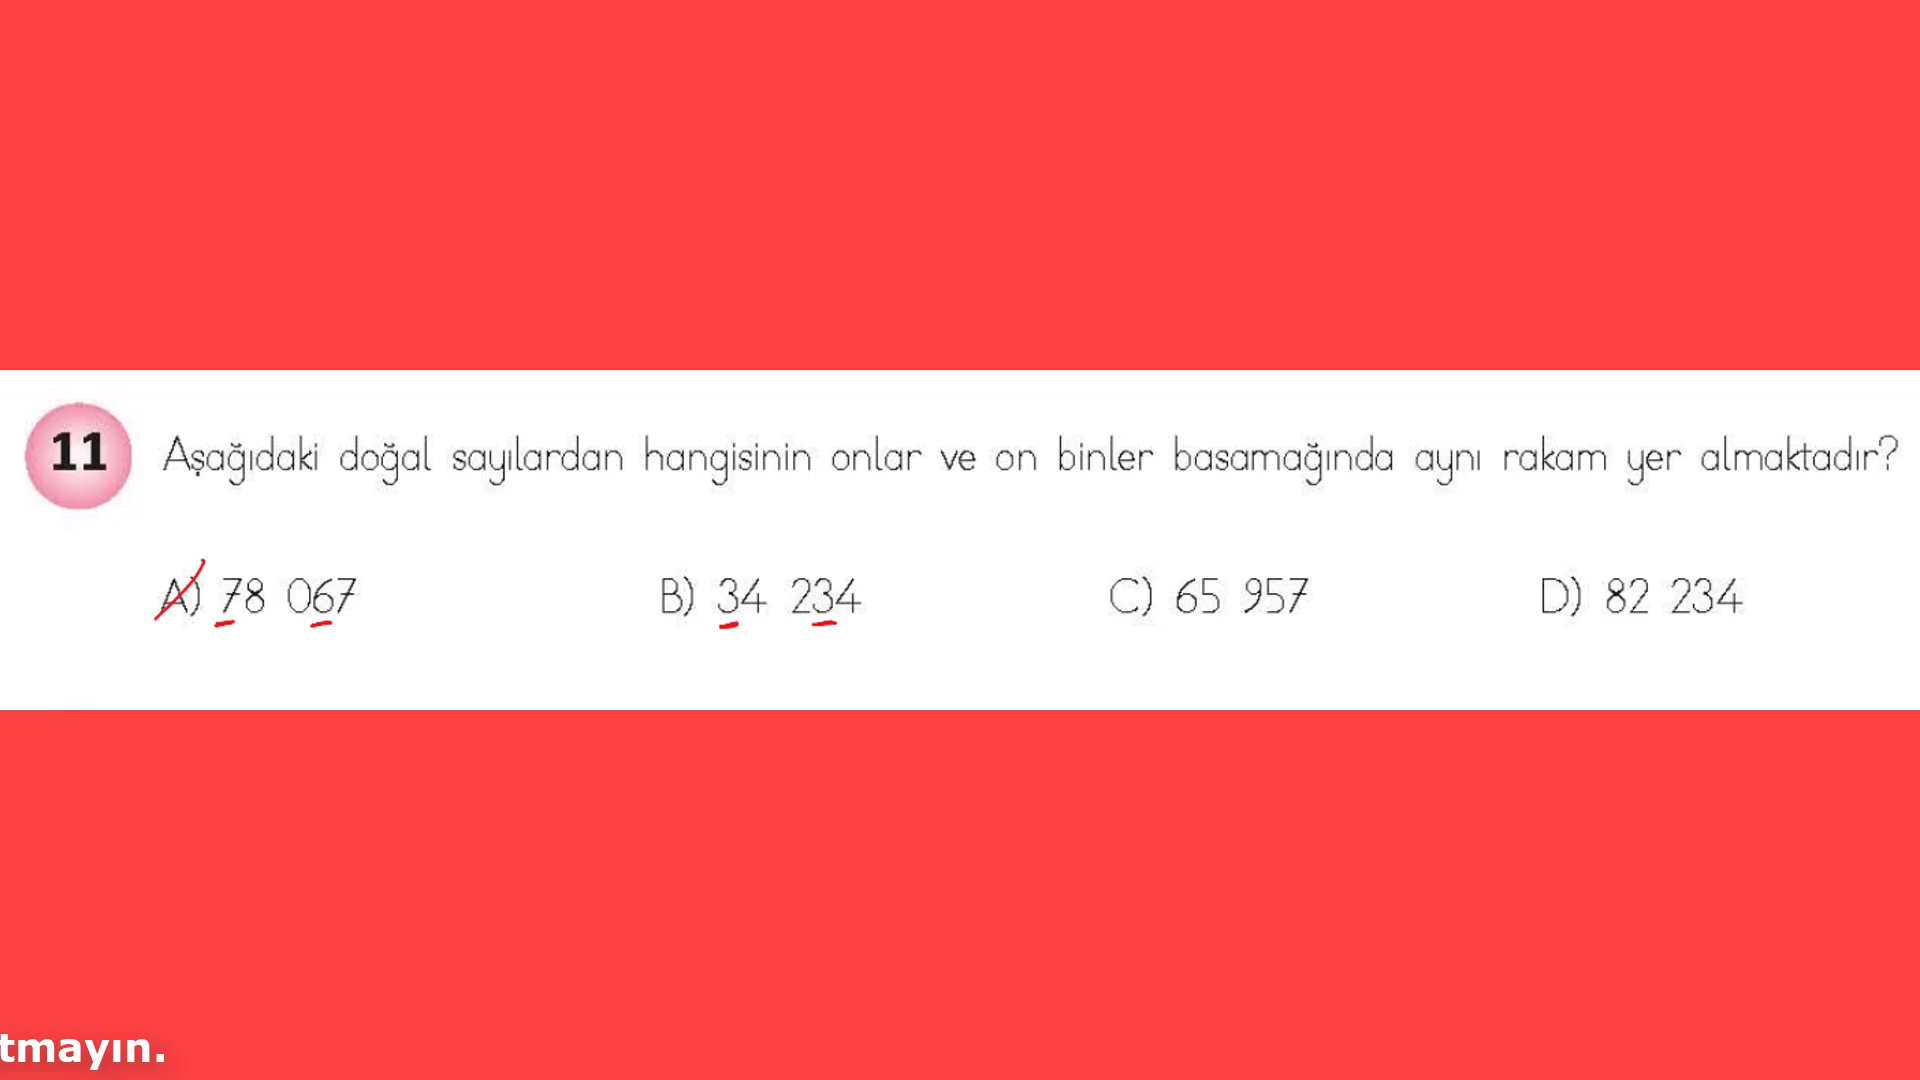 11 Aşağıdaki doğal sayılardan hangisinin onlar ve on binler basamağında aynı rakam yer almaktadır?
A) 78 067 B) 34 234 C) 65 957 D) 82 234
tmayın.